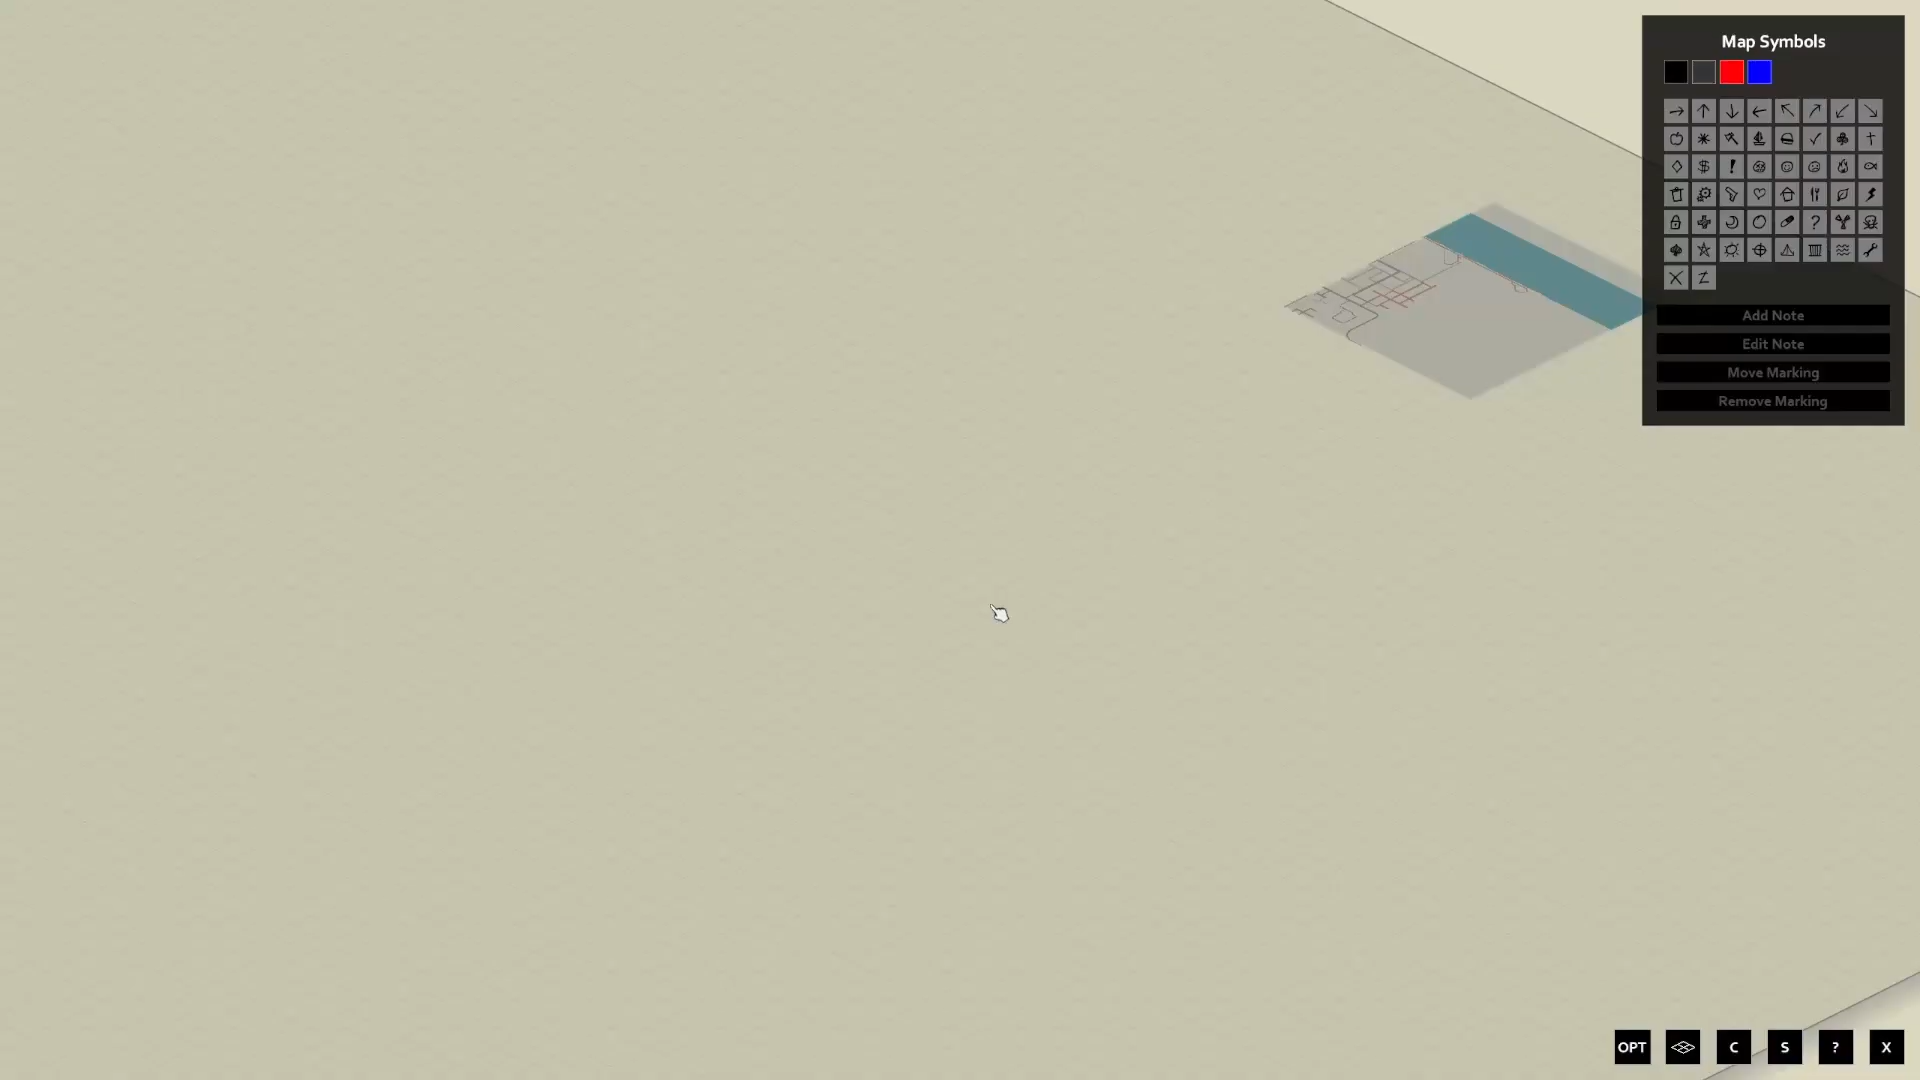 Map Symbols
Add Note
Edit Note
Move Marking
Remove Marking
OPT
C
S
?
X